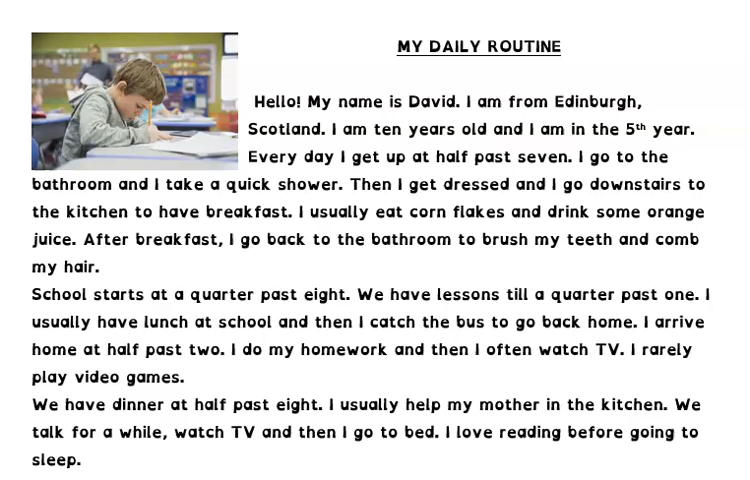 MY DAILY ROUTINE
Hello! My name is David. I am from Edinburgh,
Scotland. I am ten years old and I am in the 5th year.
Every day I get up at half past seven. I go to the
bathroom and I take a quick shower. Then I get dressed and I go downstairs to
the kitchen to have breakfast. I usually eat corn flakes and drink some orange
juice. After breakfast, I go back to the bathroom to brush my teeth and comb
my hair.
School starts at a quarter past eight. We have lessons till a quarter past one. I
usually have lunch at school and then I catch the bus to go back home. I arrive
home at half past two. I do my homework and then I often watch TV. I rarely
play video games.
We have dinner at half past eight. I usually help my mother in the kitchen. We
talk for a while, watch TV and then I go to bed. I love reading before going to
sleep.